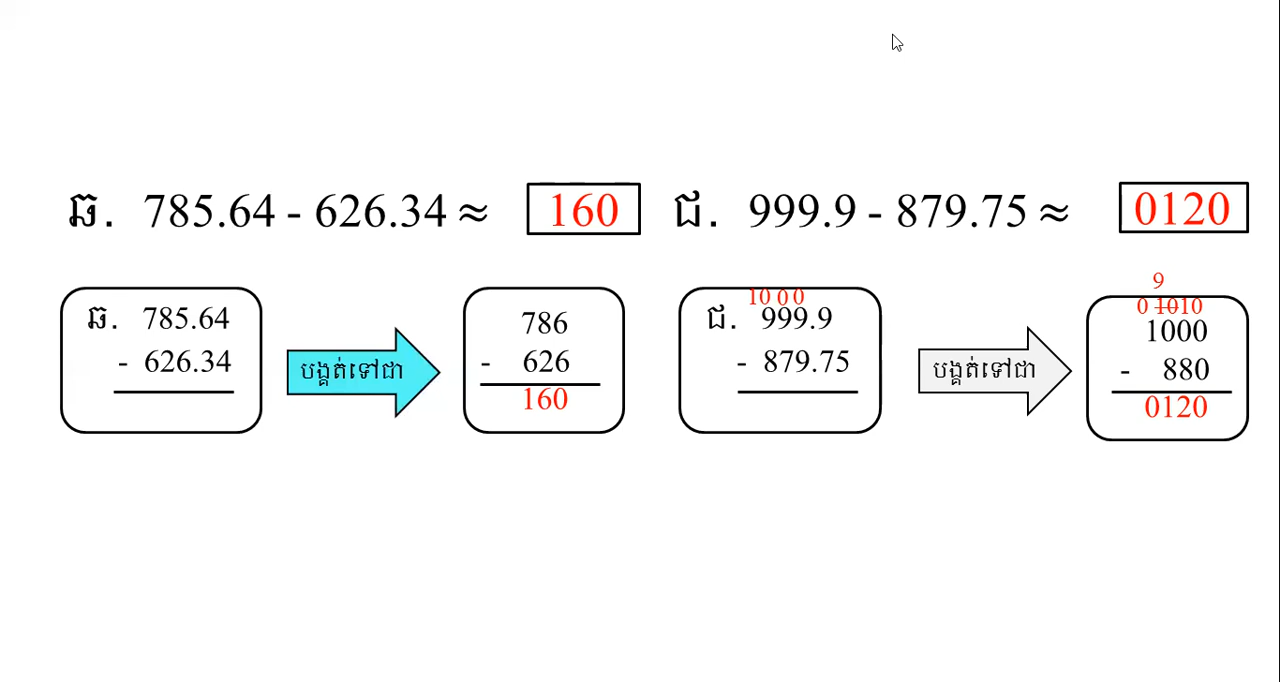 ឆ. 785.64 - 626.34 ≈ 160
ជ. 999.9 - 879.75 ≈ 0120
ឆ. 785.64
- 626.34
បង្គត់ទៅជា
786
- 626
160
10 0 0
ជ. 999.9
- 879.75
បង្គត់ទៅជា
9
0 1010
1000
- 880
0120